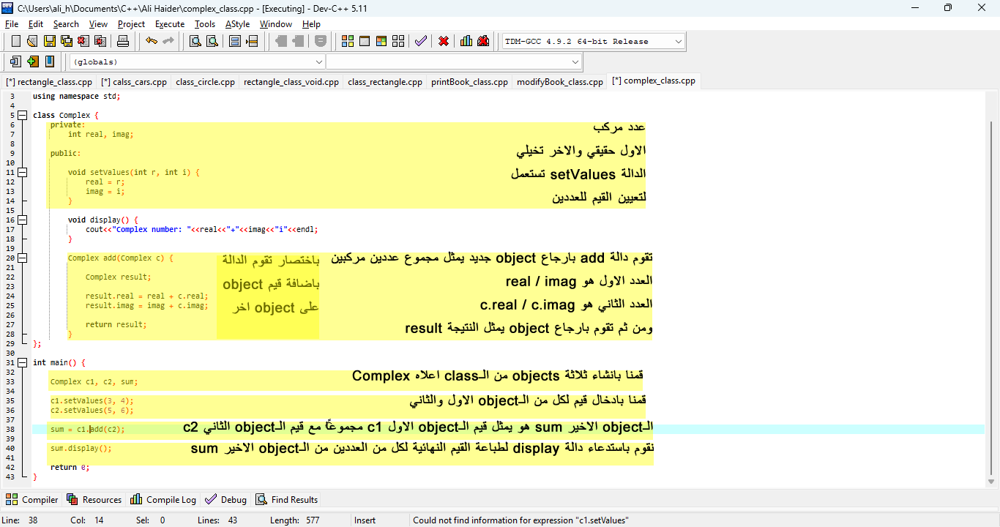 C:\Users\ali_h\Documents\C++\Ali Haider\complex_class.cpp - [Executing] - Dev-C++ 5.11
File Edit Search View Project Execute Tools AStyle Window Help
TDM-GCC 4.9.2 64-bit Release
(globals)
[*] rectangle_class.cpp [*] calss_cars.cpp class_circle.cpp rectangle_class_void.cpp class_rectangle.cpp printBook_class.cpp modifyBook_class.cpp [*] complex_class.cpp
3 using namespace std;
4
5 class Complex {
6 private: عدد مركب
7 int real, imag;
8
9 public: الاول حقيقي والاخر تخيلي
10
11 void setValues(int r, int i) { الدالة setValues تستعمل
12 real = r;
13 imag = i;
14 } لتعيين القيم للعددين
15
16 void display() {
17 cout<<"Complex number: "<<real<<"+"<<imag<<"i"<<endl;
18 }
19
20 Complex add(Complex c) { باختصار تقوم الدالة تقوم دالة add بارجاع object جديد يمثل مجموع عددين مركبين
21
22 Complex result; باضافة قيم object العدد الاول هو real / imag
23
24 result.real = real + c.real;
25 result.imag = imag + c.imag; على object اخر العدد الثاني هو c.real / c.imag
26
27 return result; ومن ثم تقوم بارجاع object يمثل النتيجة result
28 }
29 };
30
31 int main() {
32 قمنا بانشاء ثلاثة objects من الـclass اعلاه Complex
33 Complex c1, c2, sum;
34
35 c1.setValues(3, 4); قمنا بادخال قيم لكل من الـobject الاول والثاني
36 c2.setValues(5, 6);
37
38 sum = c1.add(c2); الـobject الاخير sum هو يمثل قيم الـobject الاول c1 مجموعةً مع قيم الـobject الثاني c2
39
40 sum.display(); نقوم باستدعاء دالة display لطباعة القيم النهائية لكل من العددين من الـobject الاخير sum
41
42 return 0;
43 }
Compiler Resources Compile Log Debug Find Results
Line: 38 Col: 14 Sel: 0 Lines: 43 Length: 577 Insert Could not find information for expression "c1.setValues"